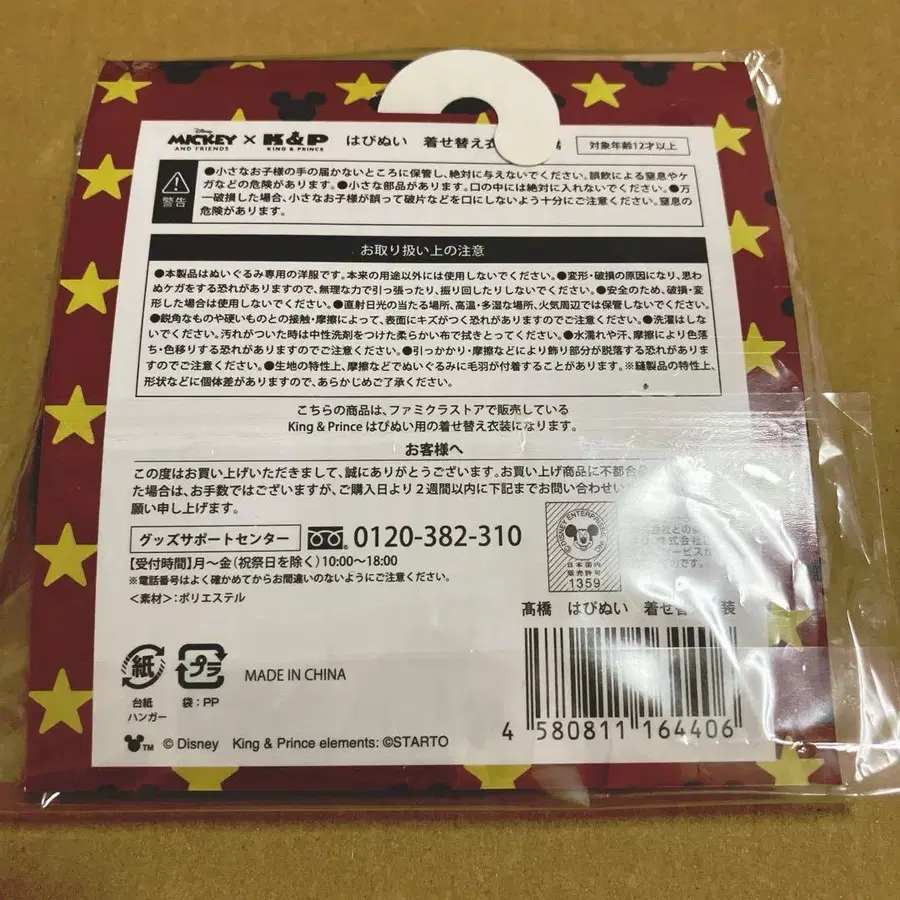 Disney
MICKEY
AND FRIENDS
×
K&P
KING & PRINCE
はぴぬい 着せ替え衣
対象年齢12才以上
警告
●小さなお子様の手の届かないところに保管し、絶対に与えないでください。誤飲による窒息やケ
ガなどの危険があります。●小さな部品があります。口の中には絶対に入れないでください。●万
一破損した場合、小さなお子様が誤って破片などを口にしないよう十分にご注意ください。窒息の
危険があります。
お取り扱い上の注意
●本製品はぬいぐるみ専用の洋服です。本来の用途以外には使用しないでください。●変形・破損の原因になり、思わ
ぬケガをする恐れがありますので、無理な力で引っ張ったり、振り回したりしないでください。●安全のため、破損・変
形した場合は使用しないでください。●直射日光の当たる場所、高温・多湿な場所、火気周辺では保管しないでください。
●鋭角なものや硬いものとの接触・摩擦によって、表面にキズがつく恐れがありますのでご注意ください。●洗濯はしな
いでください。汚れがついた時は中性洗剤をつけた柔らかい布で拭きとってください。●水濡れや汗、摩擦により色落
ち・色移りする恐れがありますのでご注意ください。●引っかかり・摩擦などにより飾り部分が脱落する恐れがありま
すのでご注意ください。●生地の特性上、摩擦などでぬいぐるみに毛羽が付着することがあります。※縫製品の特性上、
形状などに個体差がありますので、あらかじめご了承ください。
こちらの商品は、ファミクラストアで販売している
King & Prince はぴぬい用の着せ替え衣装になります。
お客様へ
この度はお買い上げいただきまして、誠にありがとうございます。お買い上げ商品に不都合
た場合は、お手数ではございますが、ご購入日より2週間以内に下記までお問い合わせい
願い申し上げます。
グッズサポートセンター 0120-382-310
【受付時間】月〜金(祝祭日を除く)10:00〜18:00
※電話番号はよく確かめてからお間違いのないようにご注意ください。
<素材>:ポリエステル
DISNEY ENTERPRISES, INC.
日本国内
販売許可
1359
会社との
株式会社
サービスが
です。
髙橋 はぴぬい 着せ替 装
紙
台紙
ハンガー
プラ
袋:PP
MADE IN CHINA
4 580811 164406
TM © Disney King & Prince elements: ©STARTO